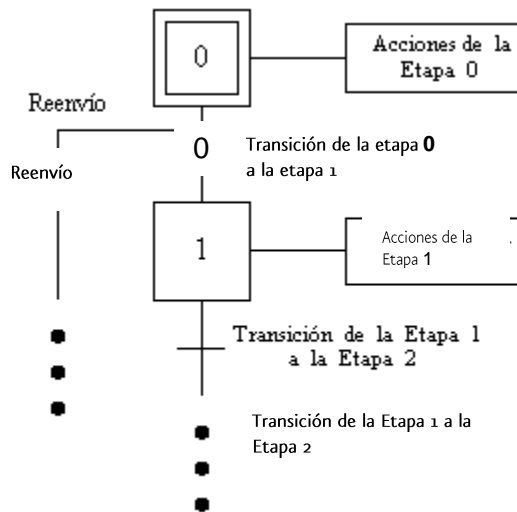 0
Acciones de la
Etapa 0
Reenvío
0
Transición de la etapa 0
a la etapa 1
Reenvío
1
Acciones de la
Etapa 1
Transición de la Etapa 1
a la Etapa 2
Transición de la Etapa 1 a la
Etapa 2